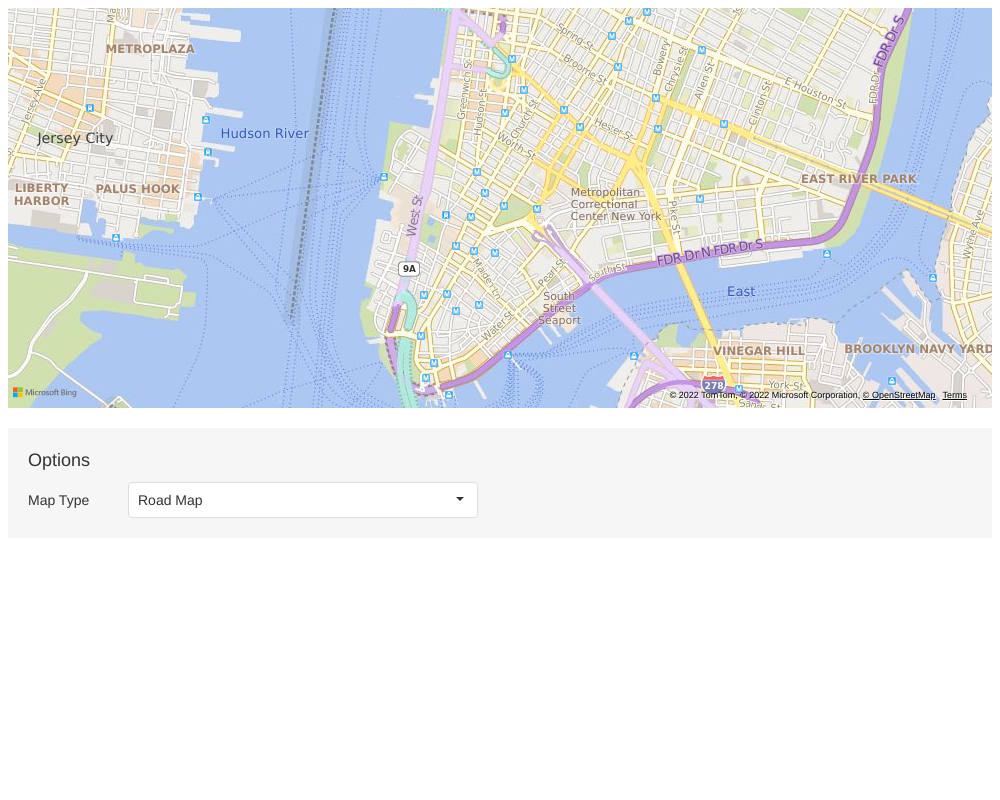 METROPLAZA
Jersey City
Hudson River
LIBERTY
HARBOR
PALUS HOOK
Greenwich St
Hudson St
Church St
Worth St
Spring St
Broome St
Hester St
Bowery
Chrystie St
Allen St
Clinton St
E Houston St
FDR Dr
FDR Dr S
EAST RIVER PARK
Metropolitan
Correctional
Center New York
Pike St
West St
9A
Maiden Ln
Pearl St
South St
FDR Dr N FDR Dr S
Water St
South
Street
Seaport
East
Wythe Ave
VINEGAR HILL
BROOKLYN NAVY YARD
278
York St
Sands St
Microsoft Bing
© 2022 TomTom, © 2022 Microsoft Corporation, © OpenStreetMap Terms
Options
Map Type
Road Map